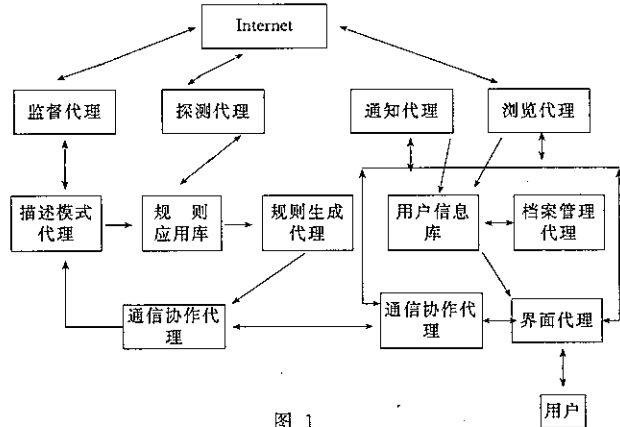 Internet
监督代理
探测代理
通知代理
浏览代理
描述模式
代理
规 则
应用库
规则生成
代理
用户信息
库
档案管理
代理
通信协作代
理
通信协作代
理
界面代理
用户
图 1